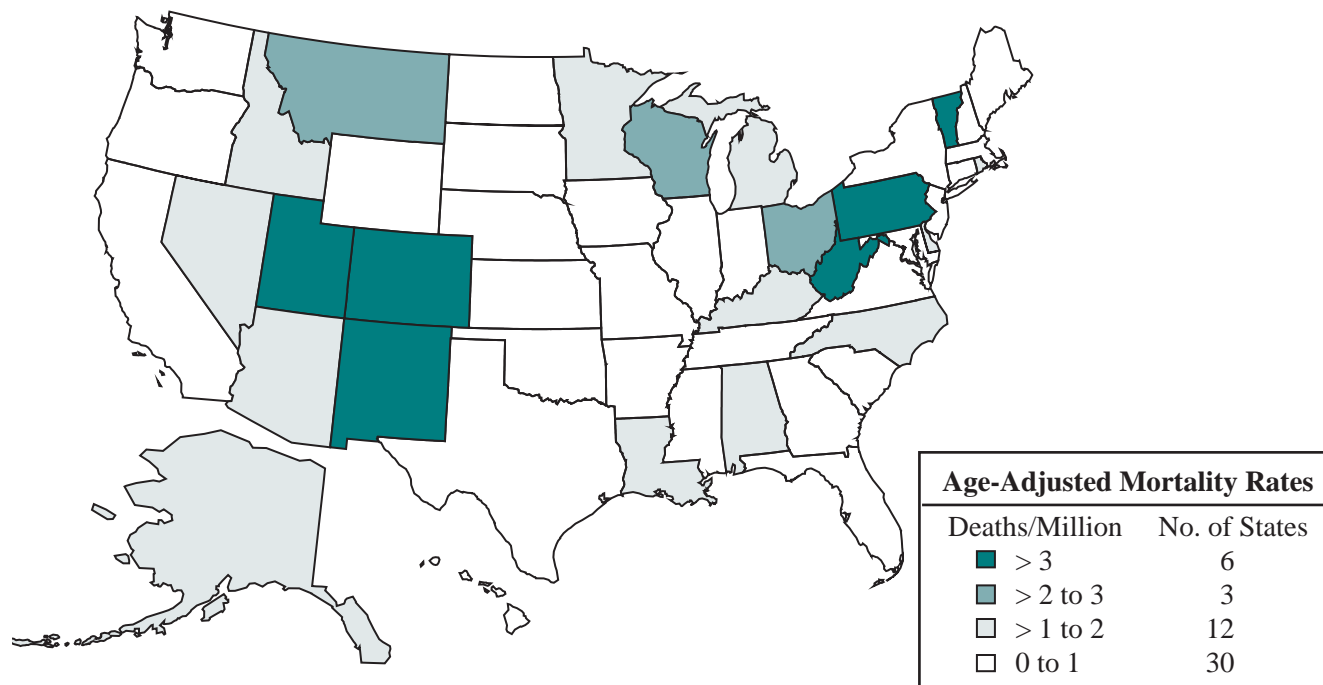 Age-Adjusted Mortality Rates
Deaths/Million No. of States
> 3 6
> 2 to 3 3
> 1 to 2 12
0 to 1 30